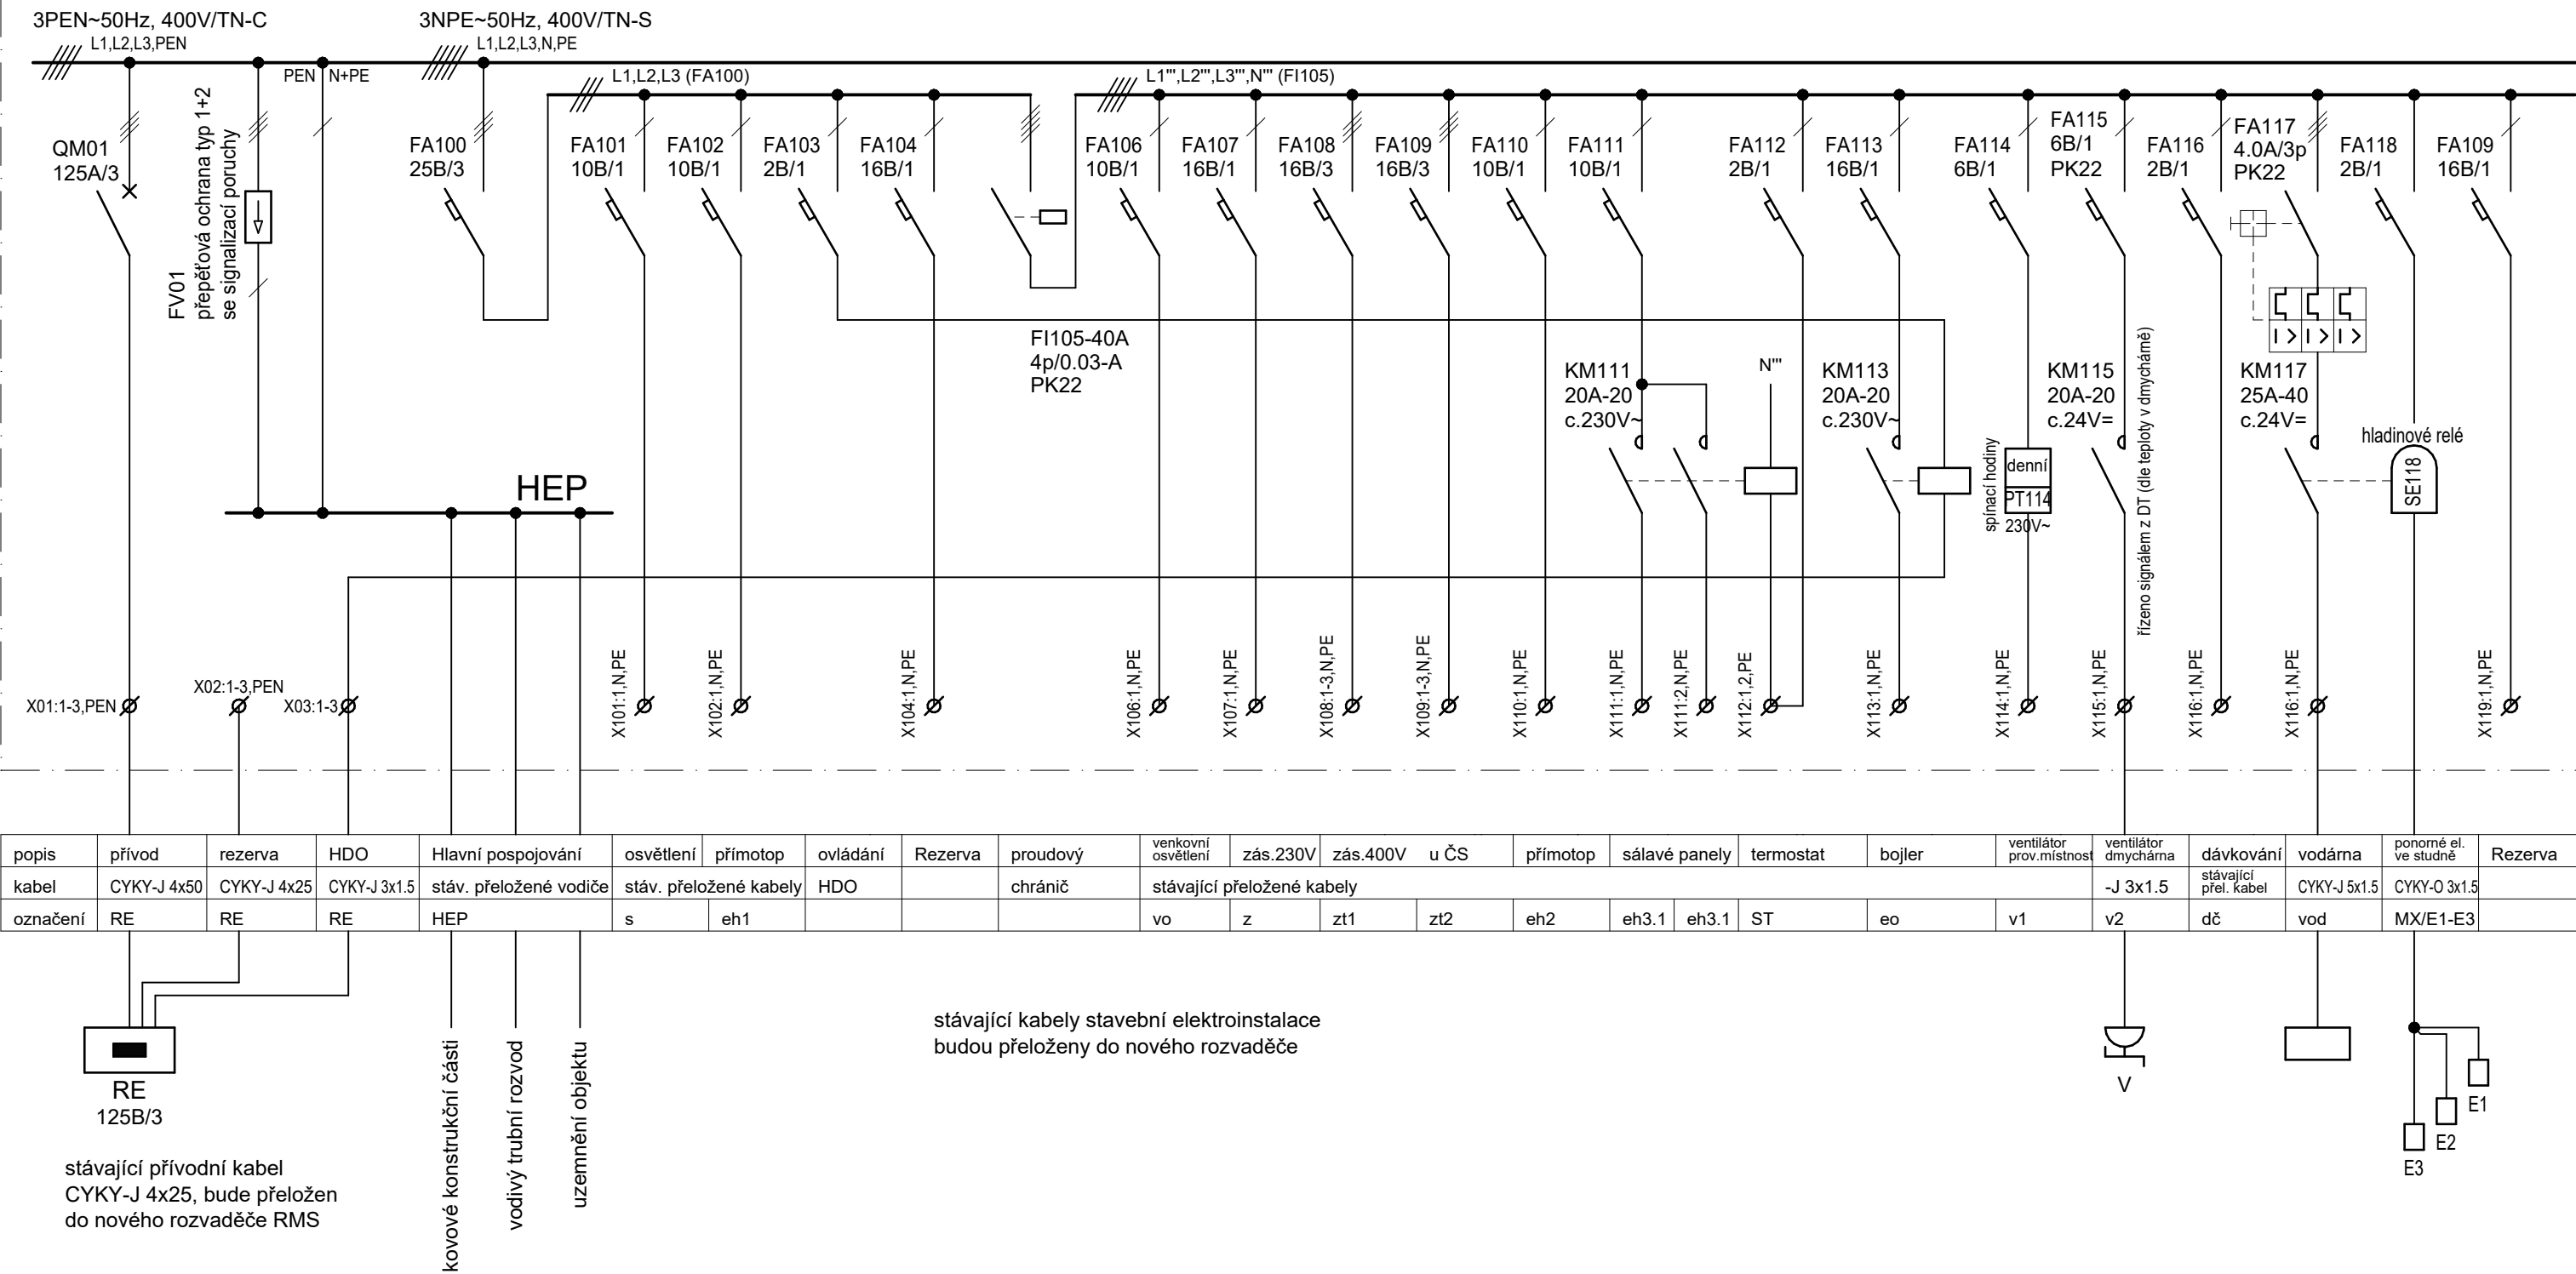 3PEN~50Hz, 400V/TN-C
L1,L2,L3,PEN
3NPE~50Hz, 400V/TN-S
L1,L2,L3,N,PE
PEN
N+PE
L1,L2,L3 (FA100)
L1''',L2''',L3''',N''' (FI105)
QM01
125A/3
FV01
přepěťová ochrana typ 1+2
se signalizací poruchy
FA100
25B/3
FA101
10B/1
FA102
10B/1
FA103
2B/1
FA104
16B/1
FA106
10B/1
FA107
16B/1
FA108
16B/3
FA109
16B/3
FA110
10B/1
FA111
10B/1
FA112
2B/1
FA113
16B/1
FA114
6B/1
FA115
6B/1
PK22
FA116
2B/1
FA117
4.0A/3p
PK22
FA118
2B/1
FA109
16B/1
FI105-40A
4p/0.03-A
PK22
KM111
20A-20
c.230V~
N'''
KM113
20A-20
c.230V~
spínací hodiny
denní
PT114
230V~
KM115
20A-20
c.24V=
řízeno signálem z DT (dle teploty v dmychárně)
KM117
25A-40
c.24V=
hladinové relé
SE118
HEP
X01:1-3,PEN
X02:1-3,PEN
X03:1-3
X101:1,N,PE
X102:1,N,PE
X104:1,N,PE
X106:1,N,PE
X107:1,N,PE
X108:1-3,N,PE
X109:1-3,N,PE
X110:1,N,PE
X111:1,N,PE
X111:2,N,PE
X112:1,2,PE
X113:1,N,PE
X114:1,N,PE
X115:1,N,PE
X116:1,N,PE
X116:1,N,PE
X119:1,N,PE
popis přívod rezerva HDO Hlavní pospojování osvětlení přímotop ovládání Rezerva proudový venkovní osvětlení zás.230V zás.400V u ČS přímotop sálavé panely termostat bojler ventilátor prov.místnost ventilátor dmychárna dávkování vodárna ponorné el. ve studně Rezerva
kabel CYKY-J 4x50 CYKY-J 4x25 CYKY-J 3x1.5 stáv. přeložené vodiče stáv. přeložené kabely HDO chránič stávající přeložené kabely -J 3x1.5 stávající přel. kabel CYKY-J 5x1.5 CYKY-O 3x1.5
označení RE RE RE HEP s eh1 vo z zt1 zt2 eh2 eh3.1 eh3.1 ST eo v1 v2 dč vod MX/E1-E3
RE
125B/3
stávající přívodní kabel
CYKY-J 4x25, bude přeložen
do nového rozvaděče RMS
kovové konstrukční části
vodivý trubní rozvod
uzemnění objektu
stávající kabely stavební elektroinstalace
budou přeloženy do nového rozvaděče
V
E1
E2
E3